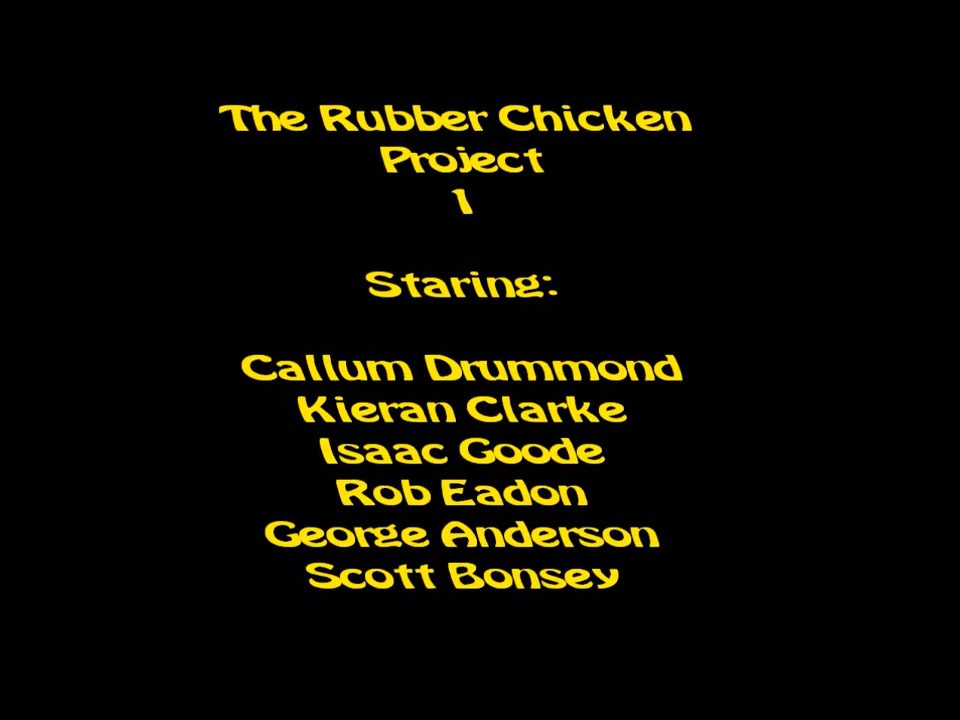 The Rubber Chicken
Project
1
Staring:
Callum Drummond
Kieran Clarke
Isaac Goode
Rob Eadon
George Anderson
Scott Bonsey